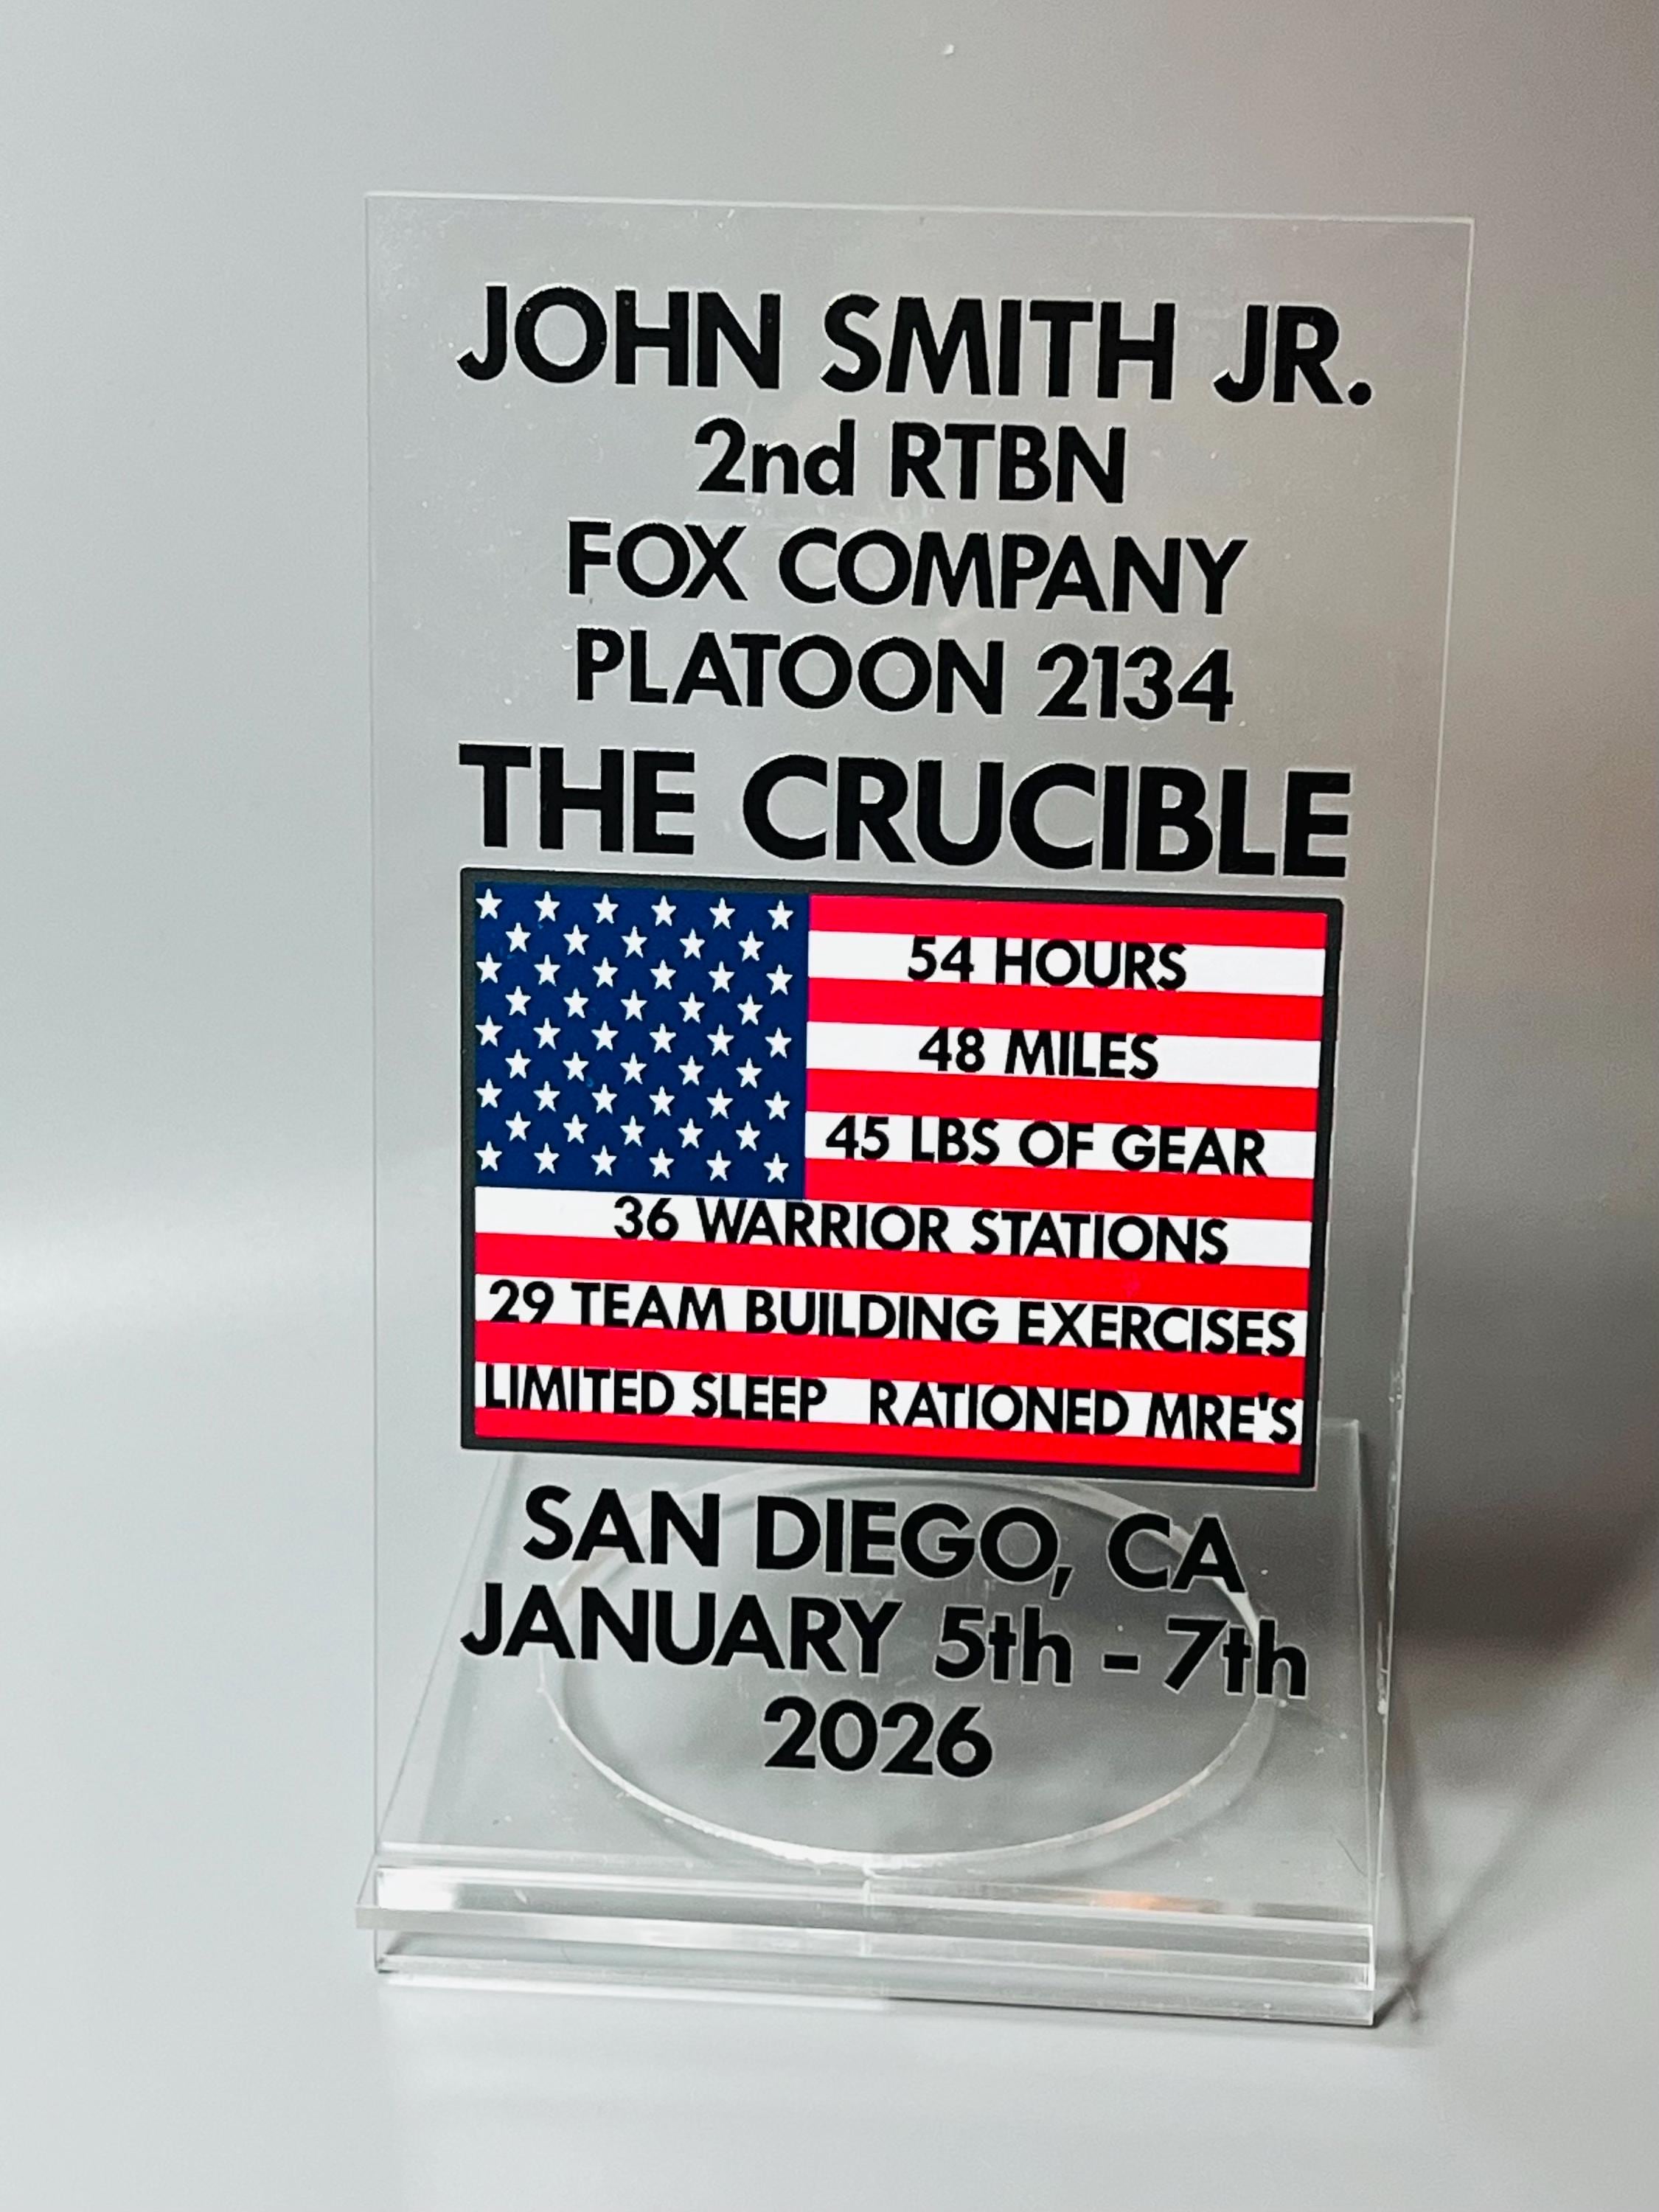 JOHN SMITH JR.
2nd RTBN
FOX COMPANY
PLATOON 2134
THE CRUCIBLE
54 HOURS
48 MILES
45 LBS OF GEAR
36 WARRIOR STATIONS
29 TEAM BUILDING EXERCISES
LIMITED SLEEP RATIONED MRE'S
SAN DIEGO, CA
JANUARY 5th - 7th
2026